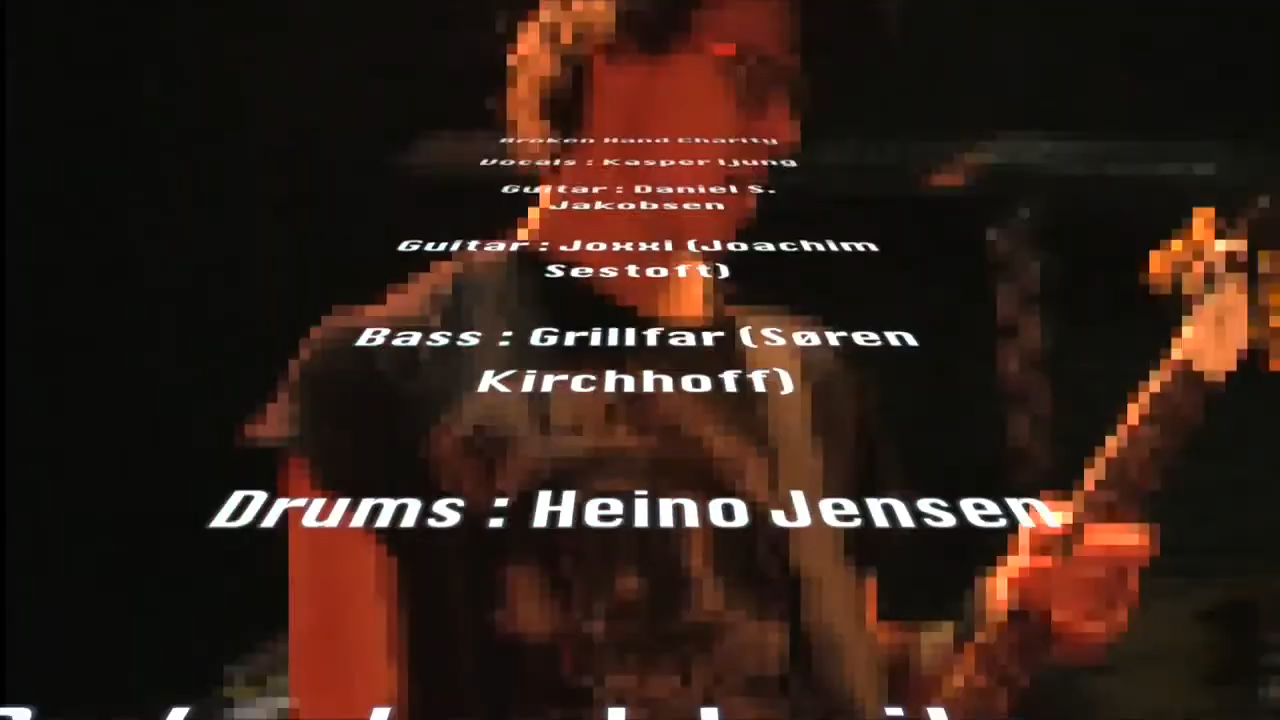 Broken Hand Charity
Vocals : Kasper Ljung
Guitar : Daniel S.
Jakobsen
Guitar : Joxxi (Joachim
Sestoft)
Bass : Grillfar (Søren
Kirchhoff)
Drums : Heino Jensen